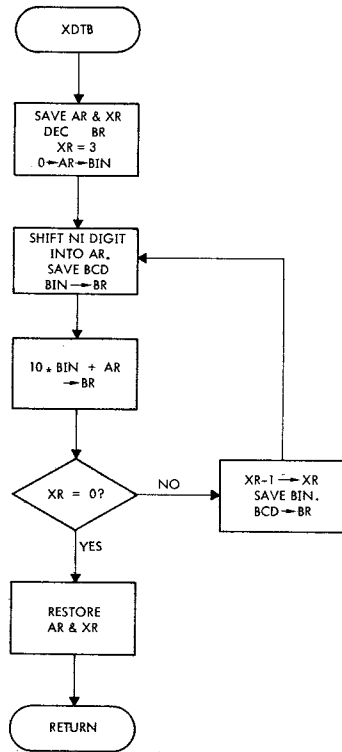 XDTB
SAVE AR & XR
DEC BR
XR = 3
0→AR→BIN
SHIFT NI DIGIT
INTO AR.
SAVE BCD
BIN → BR
10 * BIN + AR
→ BR
XR = 0?
NO
XR-1 → XR
SAVE BIN.
BCD → BR
YES
RESTORE
AR & XR
RETURN